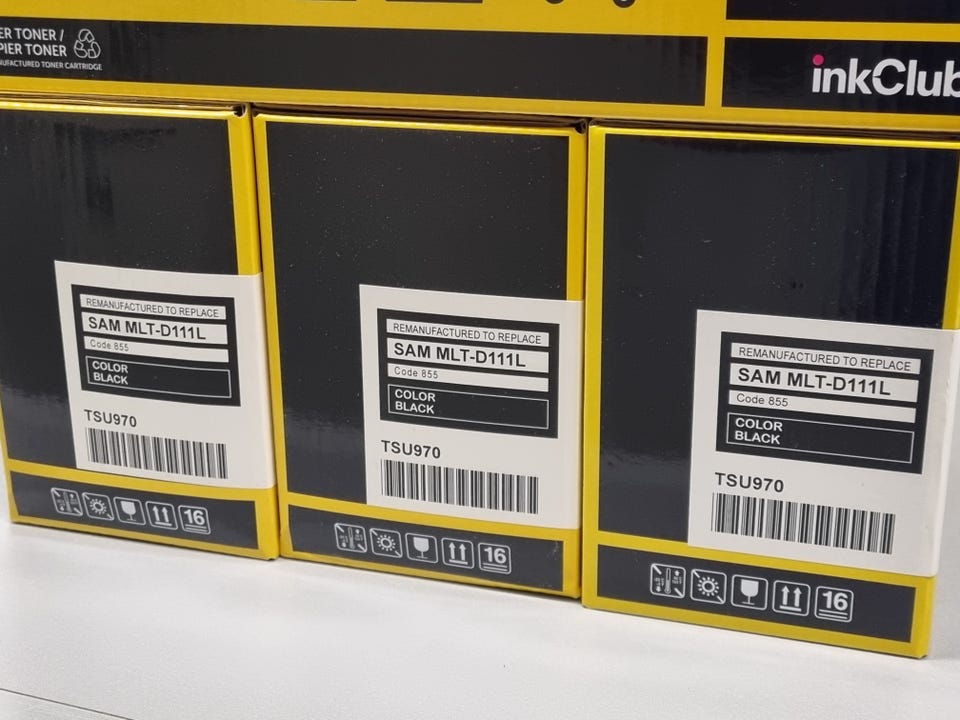 ER TONER /
PIER TONER
UFACTURED TONER CARTRIDGE
inkClub
REMANUFACTURED TO REPLACE
SAM MLT-D111L
Code 855
COLOR
BLACK
TSU970
16
REMANUFACTURED TO REPLACE
SAM MLT-D111L
Code 855
COLOR
BLACK
TSU970
16
REMANUFACTURED TO REPLACE
SAM MLT-D111L
Code 855
COLOR
BLACK
TSU970
16